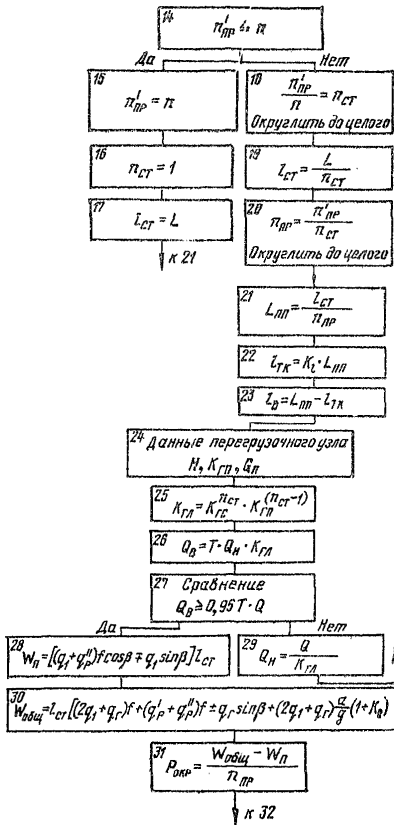 14
n'ПР ≤ n
Да
Нет
15
n'ПР = n
16
nСТ = 1
17
lСТ = L
к 21
18
n'ПР / n = nСТ
Округлить до целого
19
lСТ = L / nСТ
20
nПР = n'ПР / nСТ
Округлить до целого
21
LПП = lСТ / nПР
22
lТК = Kl · LПП
23
lВ = LПП − lТК
24
Данные перегрузочного узла
H, KГП, GП
25
KГЛ = KГС^nСТ · KГП^(nСТ−1)
26
QВ = T · QН · KГЛ
27
Сравнение
QВ ≥ 0,95 T · Q
Да
Нет
28
WП = [(q1 + q''Р) f cosβ ∓ q1 sinβ] lСТ
29
QН = Q / KГЛ
30
Wобщ = lСТ [(2q1 + qГ) f + (q'Р + q''Р) f ± qГ sinβ + (2q1 + qГ) a/g (1 + KВ)
31
PОКР = (Wобщ − WП) / nПР
к 32